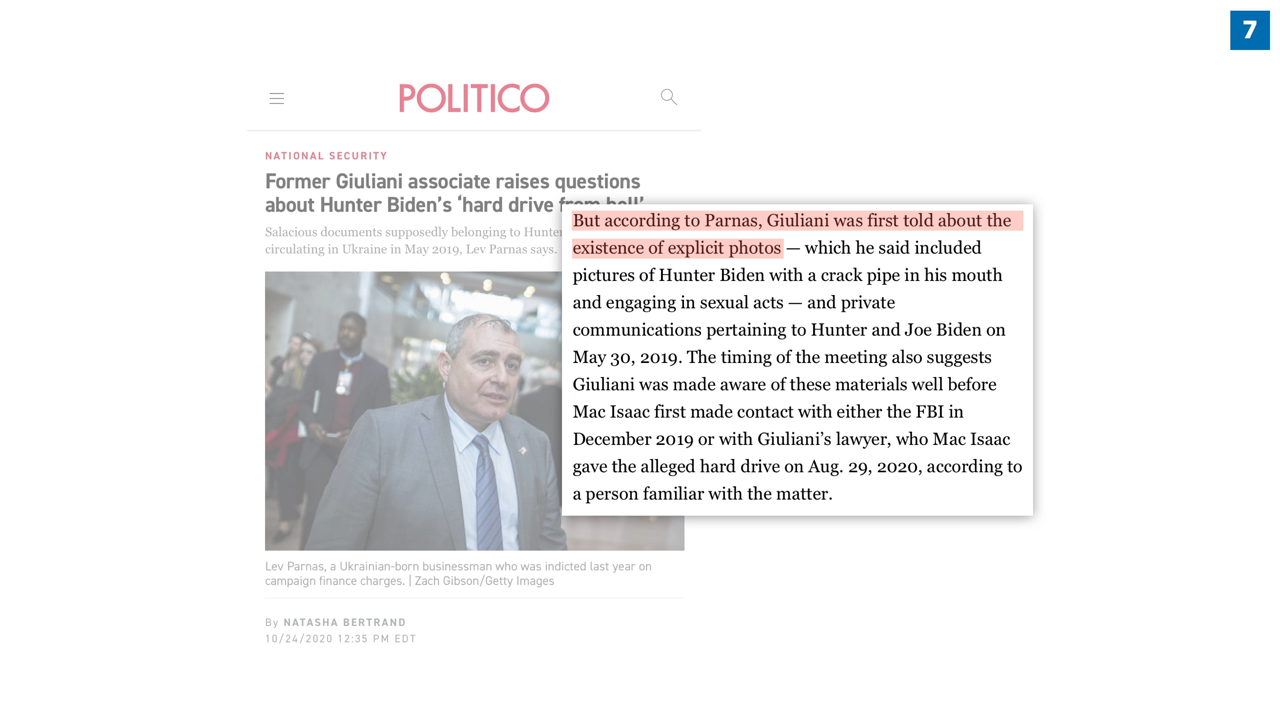 7
POLITICO
NATIONAL SECURITY
Former Giuliani associate raises questions
about Hunter Biden’s ‘hard drive from hell’
Salacious documents supposedly belonging to Hunter
circulating in Ukraine in May 2019, Lev Parnas says.
But according to Parnas, Giuliani was first told about the
existence of explicit photos — which he said included
pictures of Hunter Biden with a crack pipe in his mouth
and engaging in sexual acts — and private
communications pertaining to Hunter and Joe Biden on
May 30, 2019. The timing of the meeting also suggests
Giuliani was made aware of these materials well before
Mac Isaac first made contact with either the FBI in
December 2019 or with Giuliani’s lawyer, who Mac Isaac
gave the alleged hard drive on Aug. 29, 2020, according to
a person familiar with the matter.
Lev Parnas, a Ukrainian-born businessman who was indicted last year on
campaign finance charges. | Zach Gibson/Getty Images
By NATASHA BERTRAND
10/24/2020 12:35 PM EDT